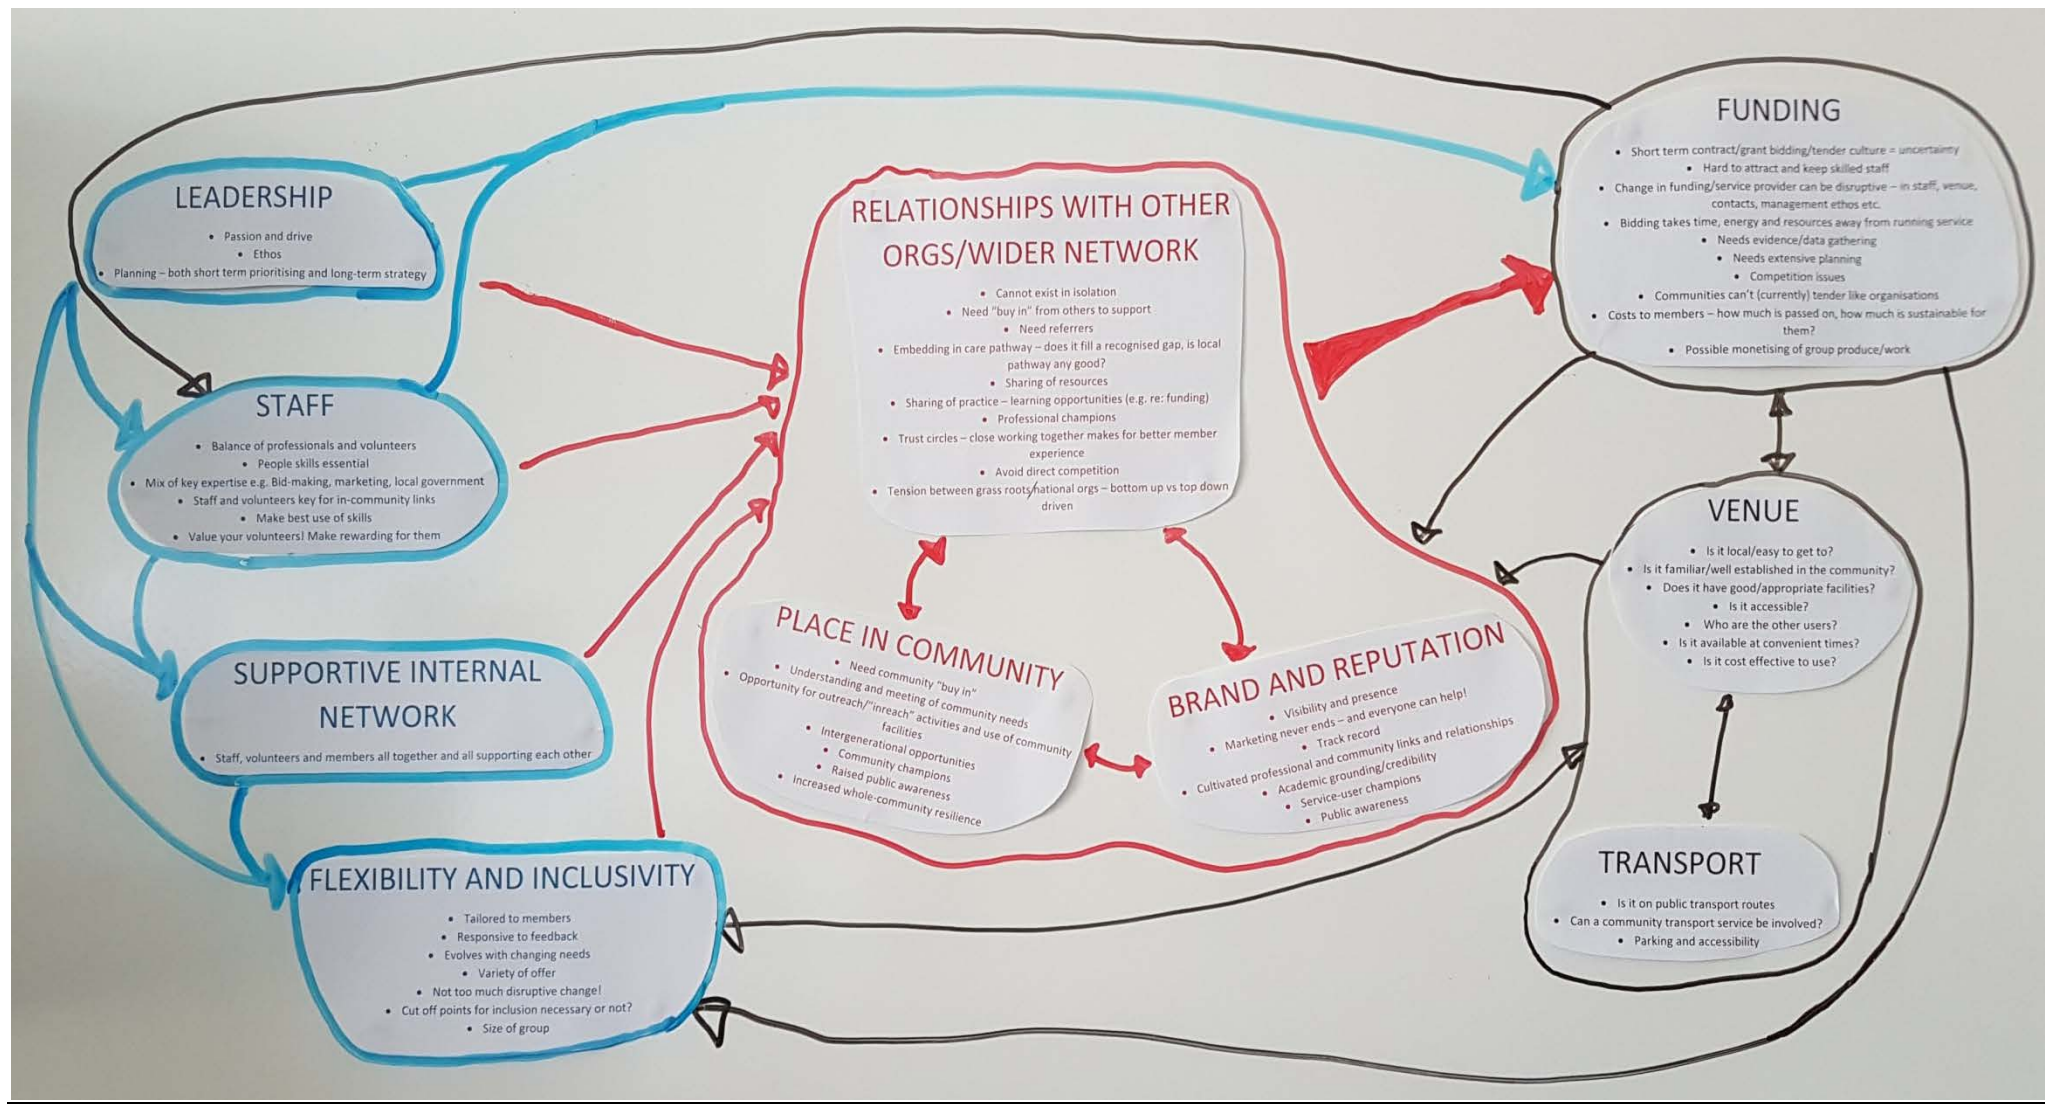 LEADERSHIP
• Passion and drive
• Ethos
• Planning – both short term prioritising and long-term strategy
STAFF
• Balance of professionals and volunteers
• People skills essential
• Mix of key expertise e.g. Bid-making, marketing, local government
• Staff and volunteers key for in-community links
• Make best use of skills
• Value your volunteers! Make rewarding for them
SUPPORTIVE INTERNAL
NETWORK
• Staff, volunteers and members all together and all supporting each other
FLEXIBILITY AND INCLUSIVITY
• Tailored to members
• Responsive to feedback
• Evolves with changing needs
• Variety of offer
• Not too much disruptive change!
• Cut off points for inclusion necessary or not?
• Size of group
RELATIONSHIPS WITH OTHER
ORGS/WIDER NETWORK
• Cannot exist in isolation
• Need "buy in" from others to support
• Need referrers
• Embedding in care pathway – does it fill a recognised gap, is local
pathway any good?
• Sharing of resources
• Sharing of practice – learning opportunities (e.g. re: funding)
• Professional champions
• Trust circles – close working together makes for better member
experience
• Avoid direct competition
• Tension between grass roots/national orgs – bottom up vs top down
driven
PLACE IN COMMUNITY
• Need community "buy in"
• Understanding and meeting of community needs
• Opportunity for outreach/"inreach" activities and use of community
facilities
• Intergenerational opportunities
• Community champions
• Raised public awareness
• Increased whole-community resilience
BRAND AND REPUTATION
• Visibility and presence
• Marketing never ends – and everyone can help!
• Track record
• Cultivated professional and community links and relationships
• Academic grounding/credibility
• Service-user champions
• Public awareness
FUNDING
• Short term contract/grant bidding/tender culture = uncertainty
• Hard to attract and keep skilled staff
• Change in funding/service provider can be disruptive – in staff, venue,
contacts, management ethos etc.
• Bidding takes time, energy and resources away from running service
• Needs evidence/data gathering
• Needs extensive planning
• Competition issues
• Communities can't (currently) tender like organisations
• Costs to members – how much is passed on, how much is sustainable for
them?
• Possible monetising of group produce/work
VENUE
• Is it local/easy to get to?
• Is it familiar/well established in the community?
• Does it have good/appropriate facilities?
• Is it accessible?
• Who are the other users?
• Is it available at convenient times?
• Is it cost effective to use?
TRANSPORT
• Is it on public transport routes
• Can a community transport service be involved?
• Parking and accessibility